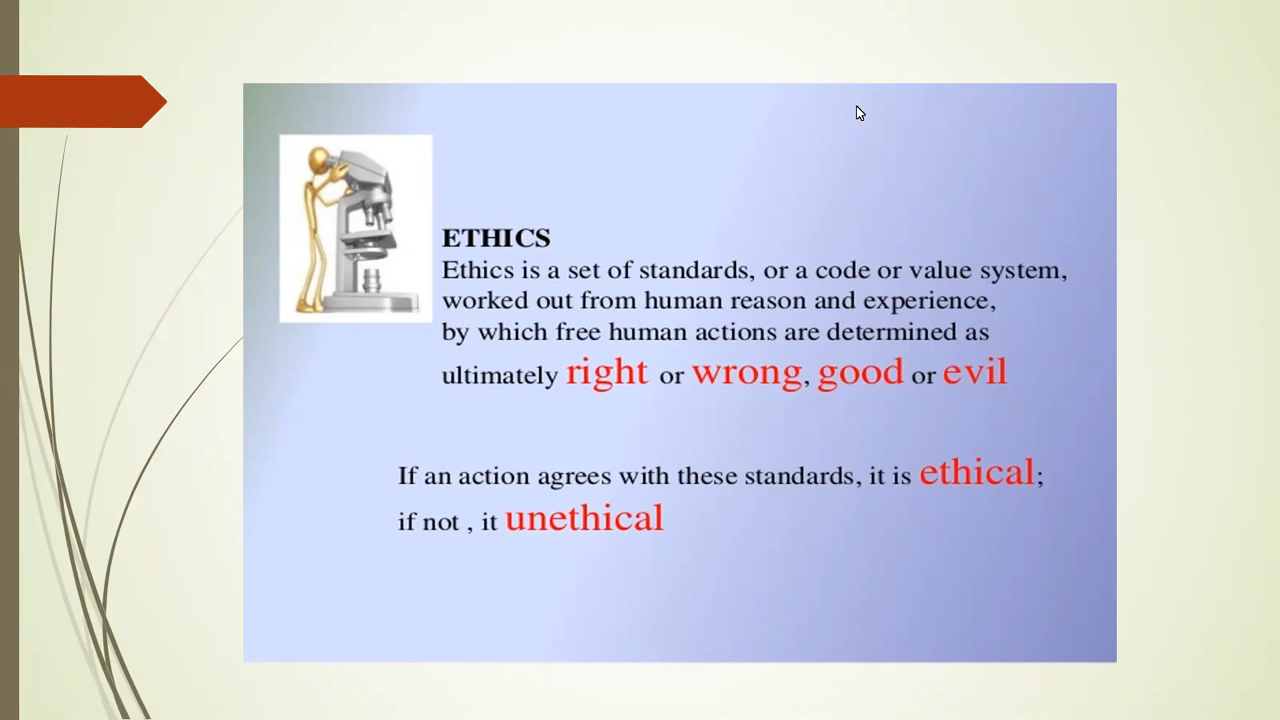 ETHICS
Ethics is a set of standards, or a code or value system,
worked out from human reason and experience,
by which free human actions are determined as
ultimately right or wrong, good or evil
If an action agrees with these standards, it is ethical;
if not , it unethical